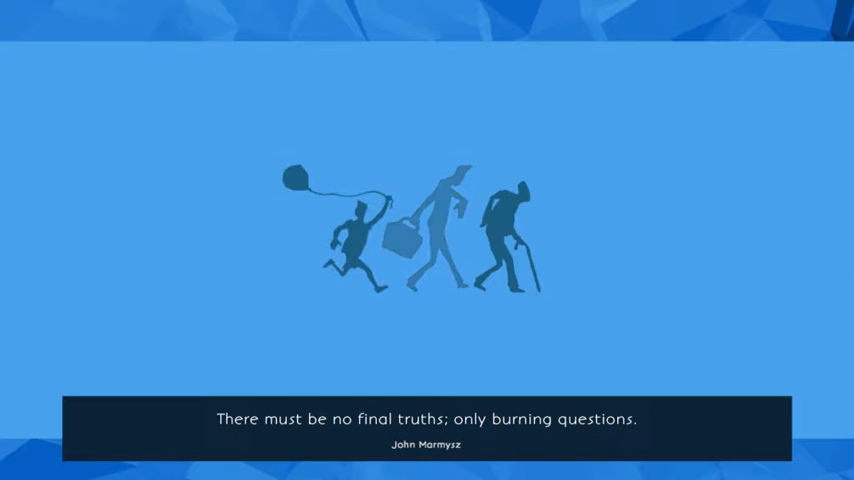 There must be no final truths; only burning questions.
John Marmysz